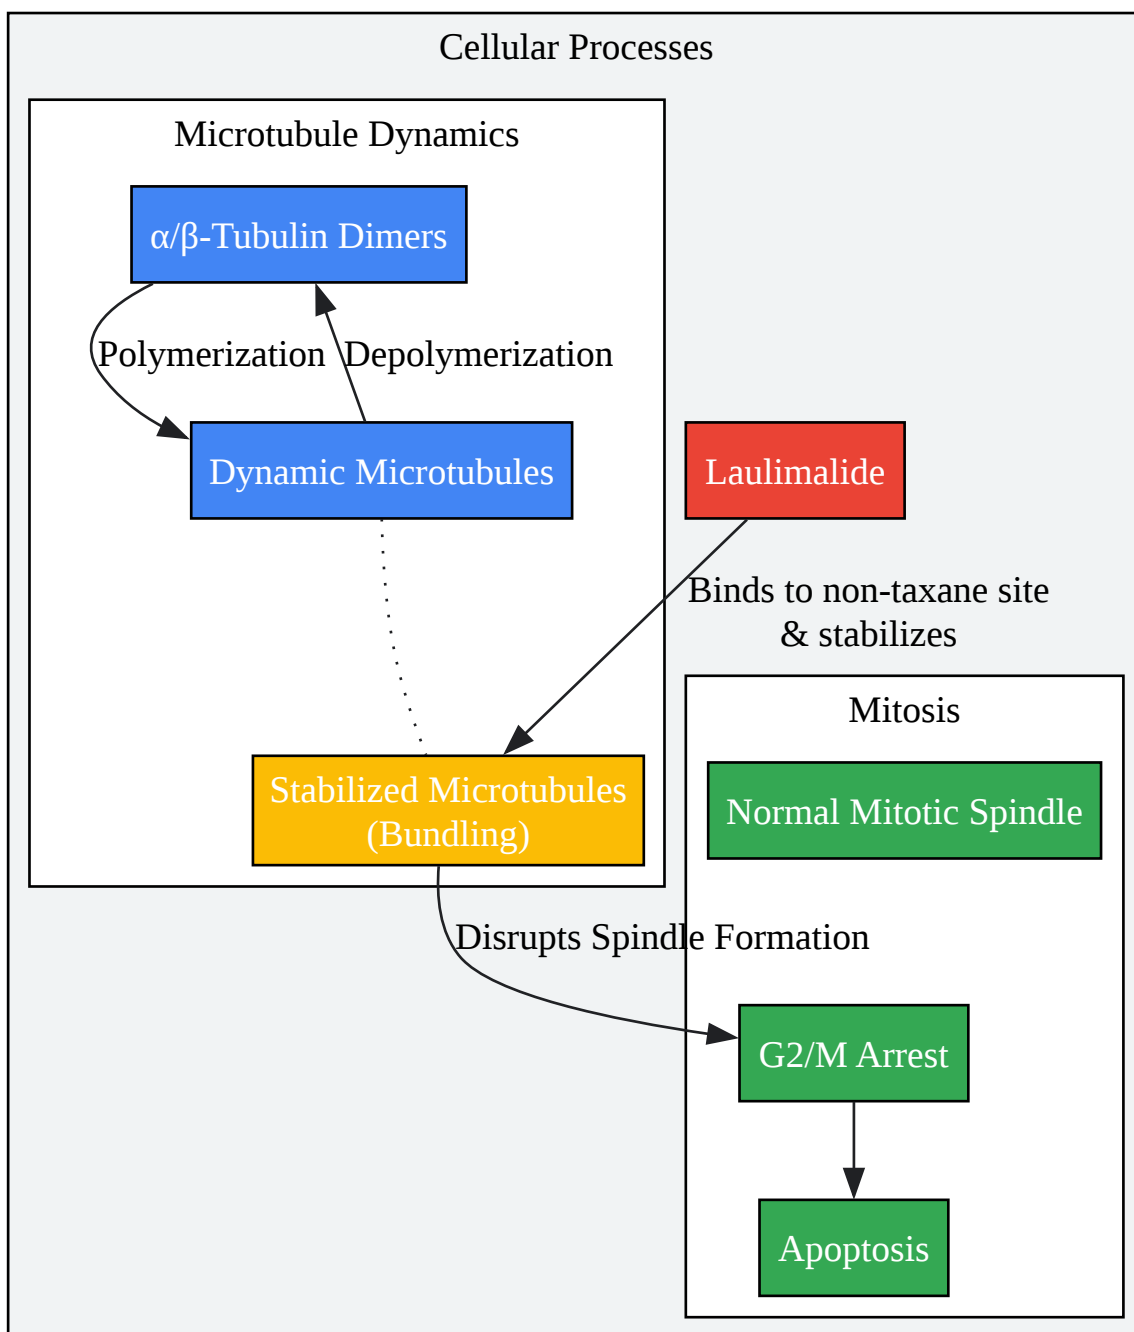 Cellular Processes
Microtubule Dynamics
α/β-Tubulin Dimers
Polymerization
Depolymerization
Dynamic Microtubules
Laulimalide
Binds to non-taxane site
& stabilizes
Mitosis
Stabilized Microtubules
(Bundling)
Normal Mitotic Spindle
Disrupts Spindle Formation
G2/M Arrest
Apoptosis